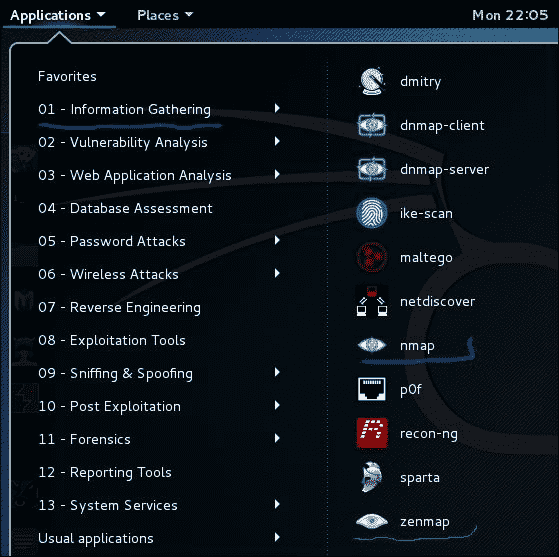 Applications Places Mon 22:05
Favorites
01 - Information Gathering
02 - Vulnerability Analysis
03 - Web Application Analysis
04 - Database Assessment
05 - Password Attacks
06 - Wireless Attacks
07 - Reverse Engineering
08 - Exploitation Tools
09 - Sniffing & Spoofing
10 - Post Exploitation
11 - Forensics
12 - Reporting Tools
13 - System Services
Usual applications
dmitry
dnmap-client
dnmap-server
ike-scan
maltego
netdiscover
nmap
p0f
recon-ng
sparta
zenmap